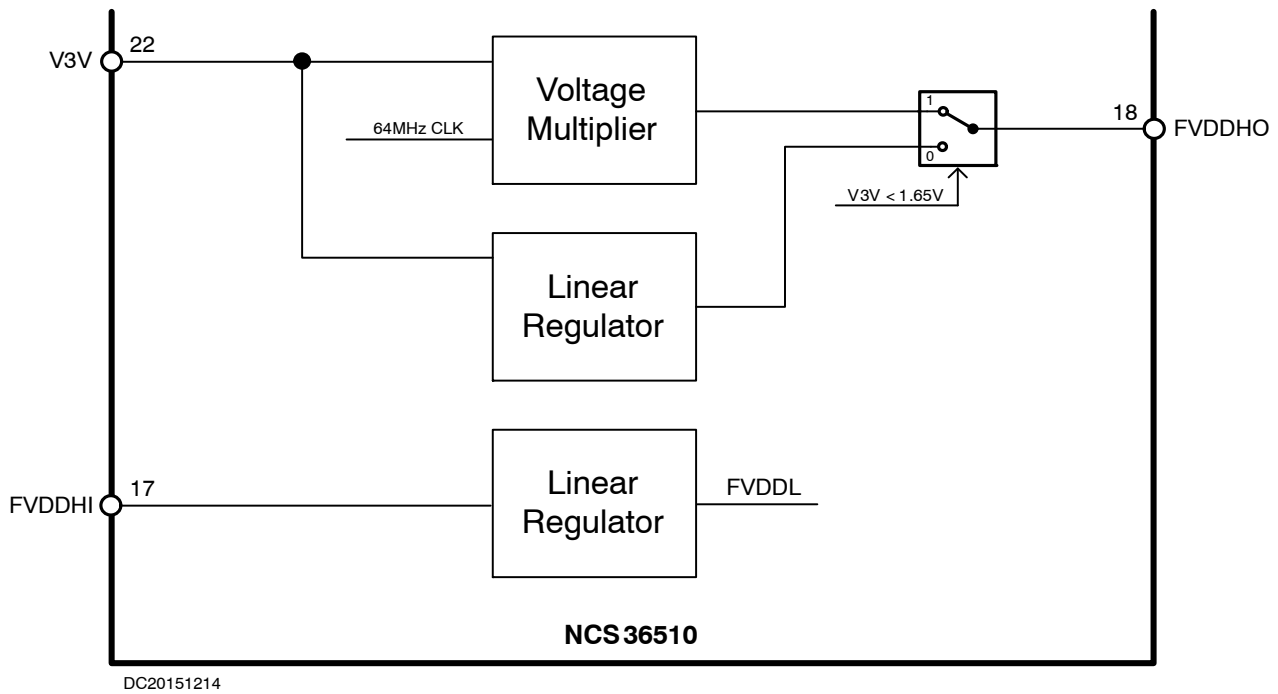 V3V
22
64MHz CLK
Voltage
Multiplier
1
0
V3V < 1.65V
18
FVDDHO
Linear
Regulator
FVDDHI
17
Linear
Regulator
FVDDL
NCS36510
DC20151214